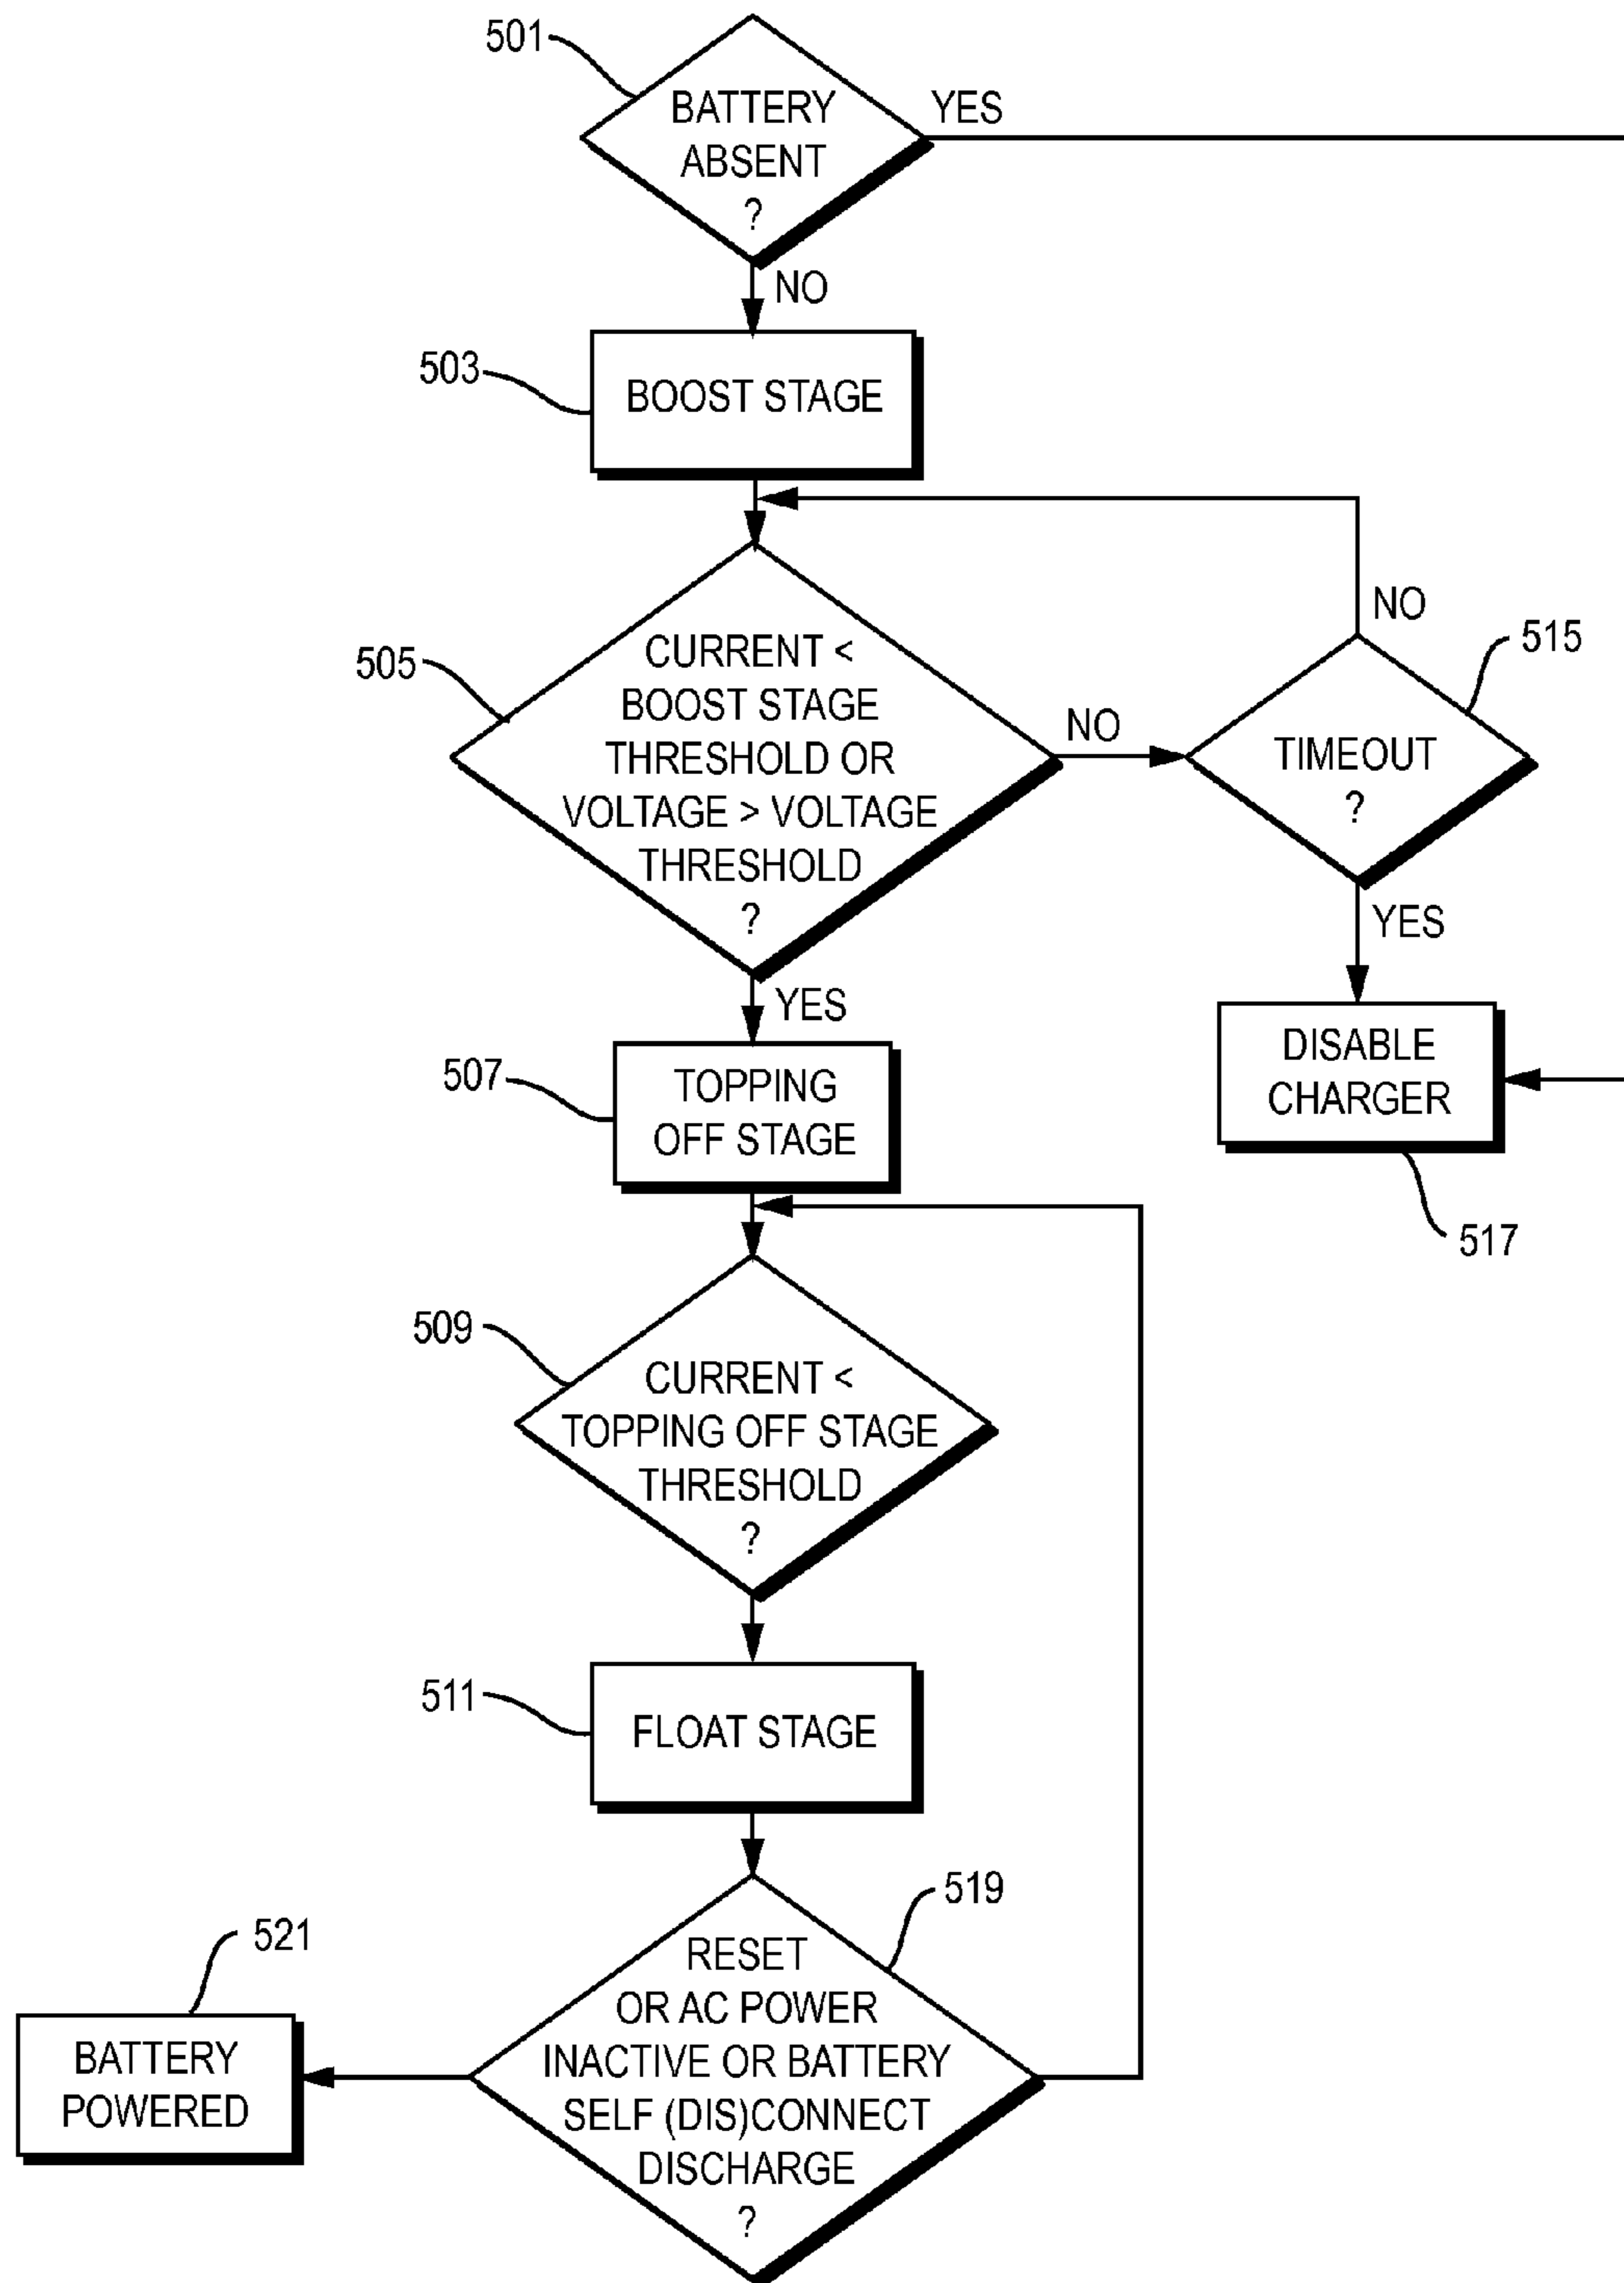 501
BATTERY
ABSENT
?
YES
NO
503
BOOST STAGE
505
CURRENT <
BOOST STAGE
THRESHOLD OR
VOLTAGE > VOLTAGE
THRESHOLD
?
NO
NO
515
TIMEOUT
?
YES
YES
507
TOPPING
OFF STAGE
DISABLE
CHARGER
517
509
CURRENT <
TOPPING OFF STAGE
THRESHOLD
?
511
FLOAT STAGE
519
RESET
OR AC POWER
INACTIVE OR BATTERY
SELF (DIS)CONNECT
DISCHARGE
?
521
BATTERY
POWERED